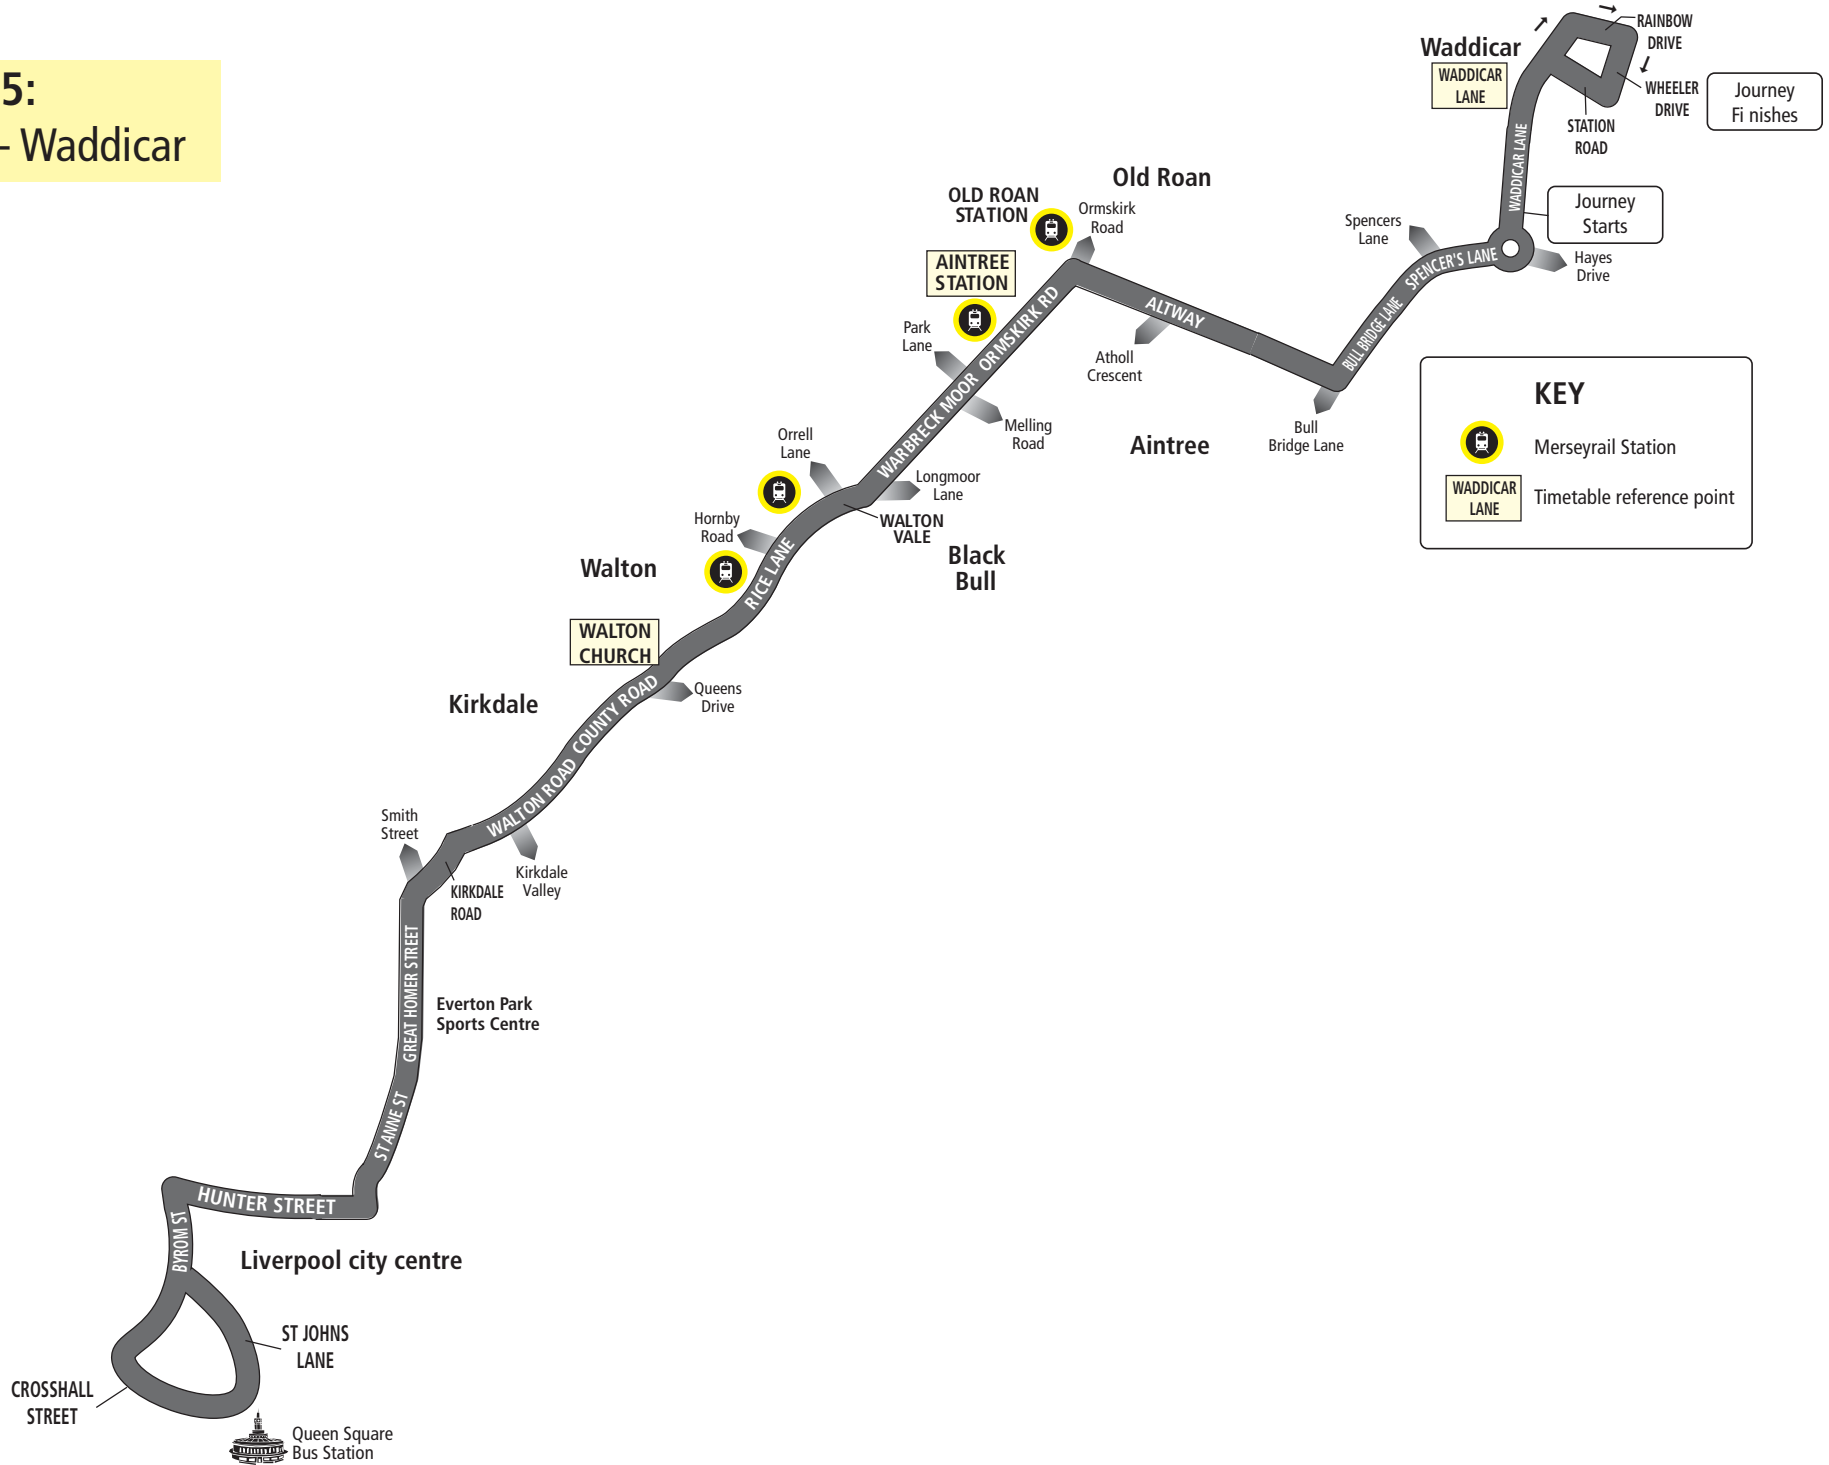 5:
- Waddicar
Waddicar
WADDICAR
LANE
RAINBOW
DRIVE
WHEELER
DRIVE
STATION
ROAD
Journey
Fi nishes
WADDICAR LANE
Journey
Starts
Hayes
Drive
Spencers
Lane
SPENCER'S LANE
BULL BRIDGE LANE
Bull
Bridge Lane
Old Roan
OLD ROAN
STATION
Ormskirk
Road
AINTREE
STATION
ALTWAY
Atholl
Crescent
Aintree
Park
Lane
ORMSKIRK RD
WARBRECK MOOR
Melling
Road
Orrell
Lane
Longmoor
Lane
WALTON
VALE
Black
Bull
Hornby
Road
RICE LANE
Walton
WALTON
CHURCH
Queens
Drive
Kirkdale
COUNTY ROAD
WALTON ROAD
Smith
Street
KIRKDALE
ROAD
Kirkdale
Valley
GREAT HOMER STREET
Everton Park
Sports Centre
ST ANNE ST
HUNTER STREET
BYROM ST
Liverpool city centre
ST JOHNS
LANE
CROSSHALL
STREET
Queen Square
Bus Station
KEY
Merseyrail Station
WADDICAR
LANE
Timetable reference point